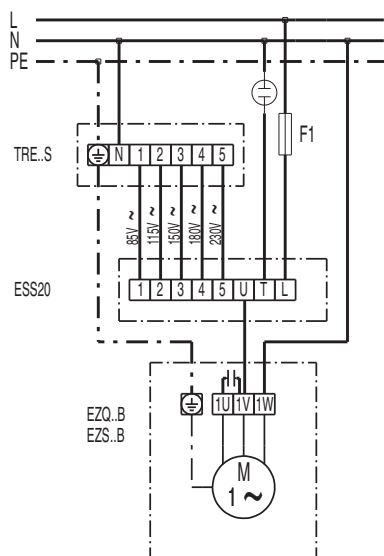 L
N
PE
F1
TRE..S
N 1 2 3 4 5
85V ~
115V ~
150V ~
180V ~
230V ~
ESS20
1 2 3 4 5 U T L
EZQ..B
EZS..B
1U 1V 1W
M
1 ~